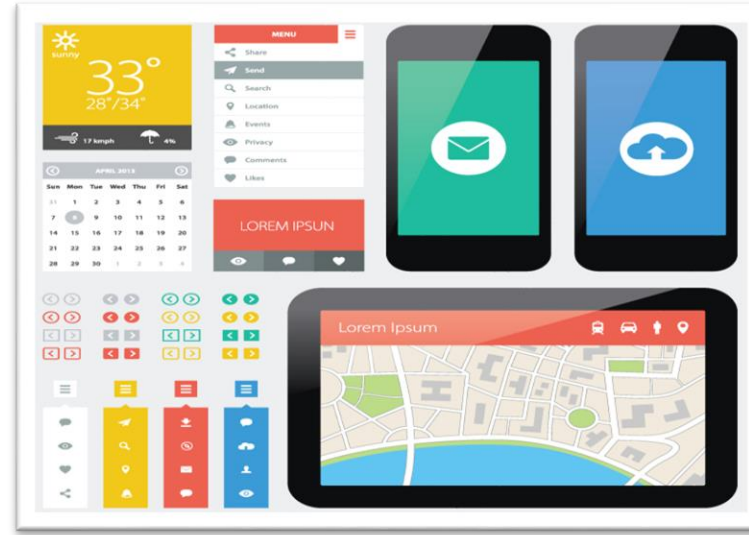 sunny
33°
28°/34°
17 kmph
4%
MENU
Share
Send
Search
Location
Events
Privacy
Comments
Likes
APRIL 2013
Sun Mon Tue Wed Thu Fri Sat
31 1 2 3 4 5 6
7 8 9 10 11 12 13
14 15 16 17 18 19 20
21 22 23 24 25 26 27
28 29 30 1 2 3 4
LOREM IPSUN
Lorem Ipsum